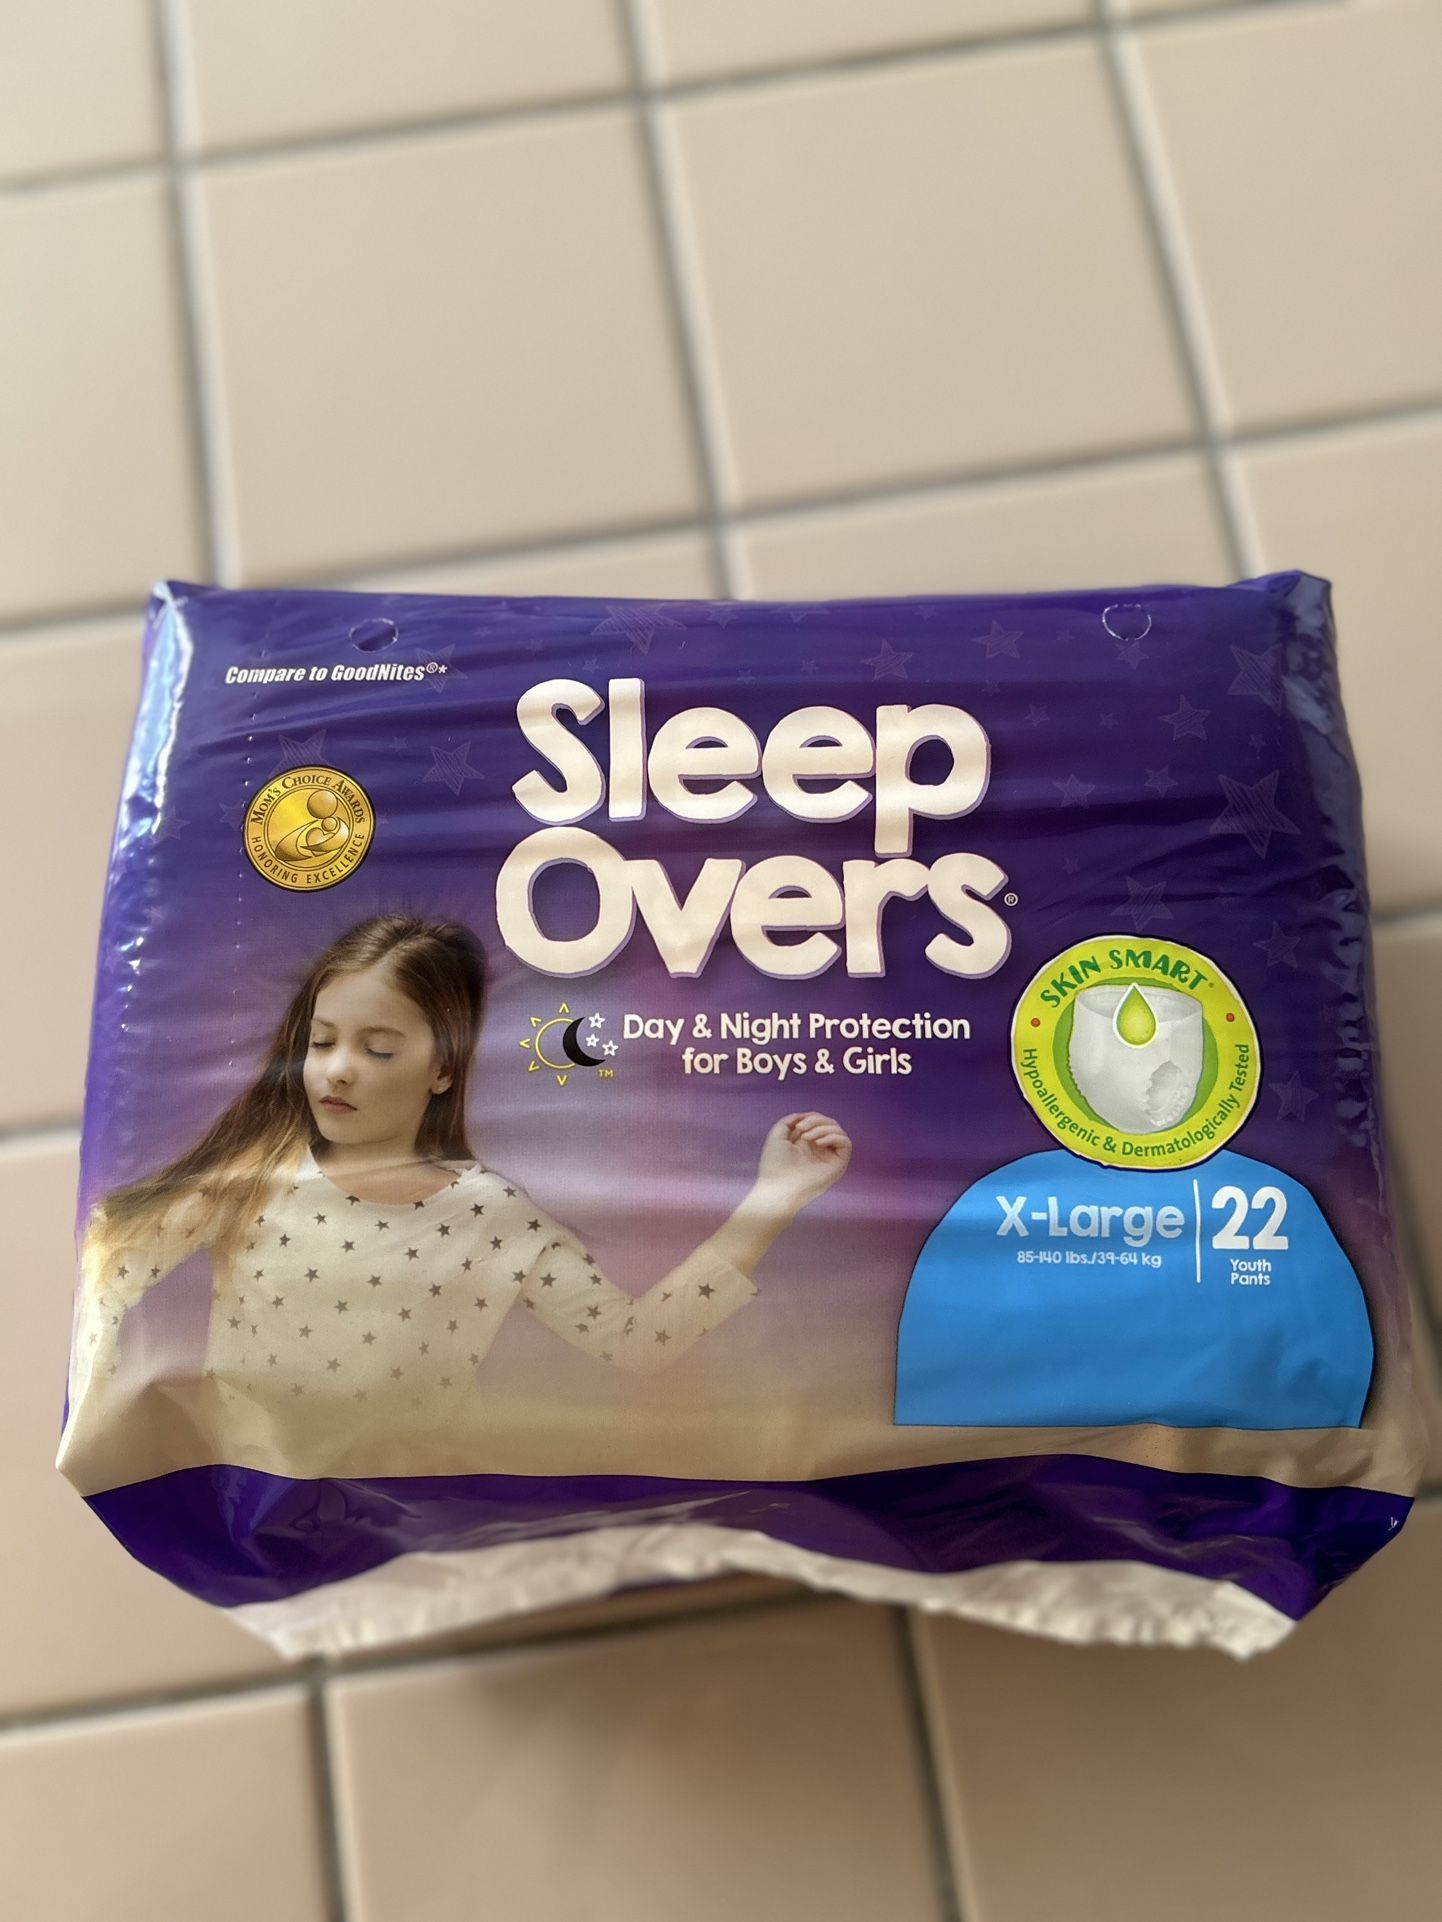 Compare to GoodNites®*
Sleep
Overs®
MOM'S CHOICE AWARDS
HONORING EXCELLENCE
Day & Night Protection
for Boys & Girls
™
SKIN SMART
Hypoallergenic & Dermatologically Tested
X-Large
85-140 lbs./39-64 kg
22
Youth
Pants